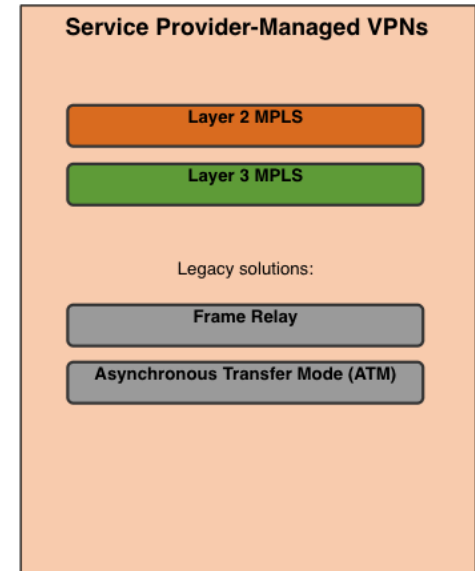 Service Provider-Managed VPNs
Layer 2 MPLS
Layer 3 MPLS
Legacy solutions:
Frame Relay
Asynchronous Transfer Mode (ATM)